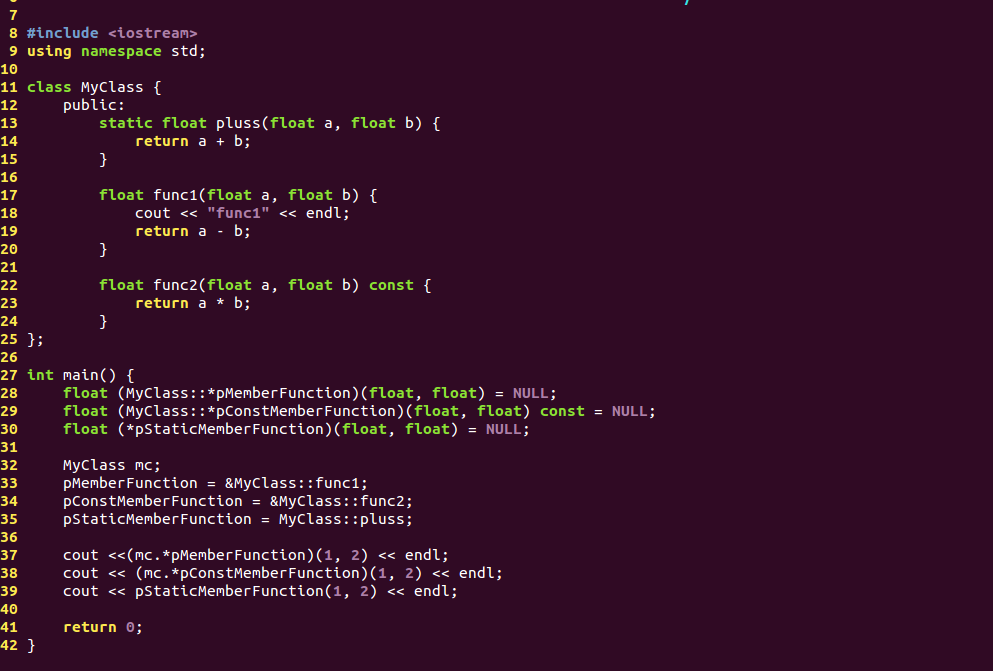 7
8 #include <iostream>
9 using namespace std;
10
11 class MyClass {
12     public:
13         static float pluss(float a, float b) {
14             return a + b;
15         }
16
17         float func1(float a, float b) {
18             cout << "func1" << endl;
19             return a - b;
20         }
21
22         float func2(float a, float b) const {
23             return a * b;
24         }
25 };
26
27 int main() {
28     float (MyClass::*pMemberFunction)(float, float) = NULL;
29     float (MyClass::*pConstMemberFunction)(float, float) const = NULL;
30     float (*pStaticMemberFunction)(float, float) = NULL;
31
32     MyClass mc;
33     pMemberFunction = &MyClass::func1;
34     pConstMemberFunction = &MyClass::func2;
35     pStaticMemberFunction = MyClass::pluss;
36
37     cout <<(mc.*pMemberFunction)(1, 2) << endl;
38     cout << (mc.*pConstMemberFunction)(1, 2) << endl;
39     cout << pStaticMemberFunction(1, 2) << endl;
40
41     return 0;
42 }